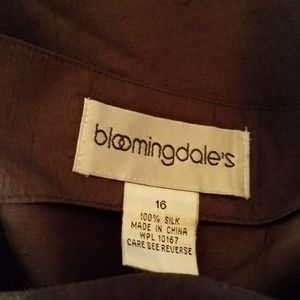 bloomingdale's
16
100% SILK
MADE IN CHINA
WPL 10167
CARE SEE REVERSE